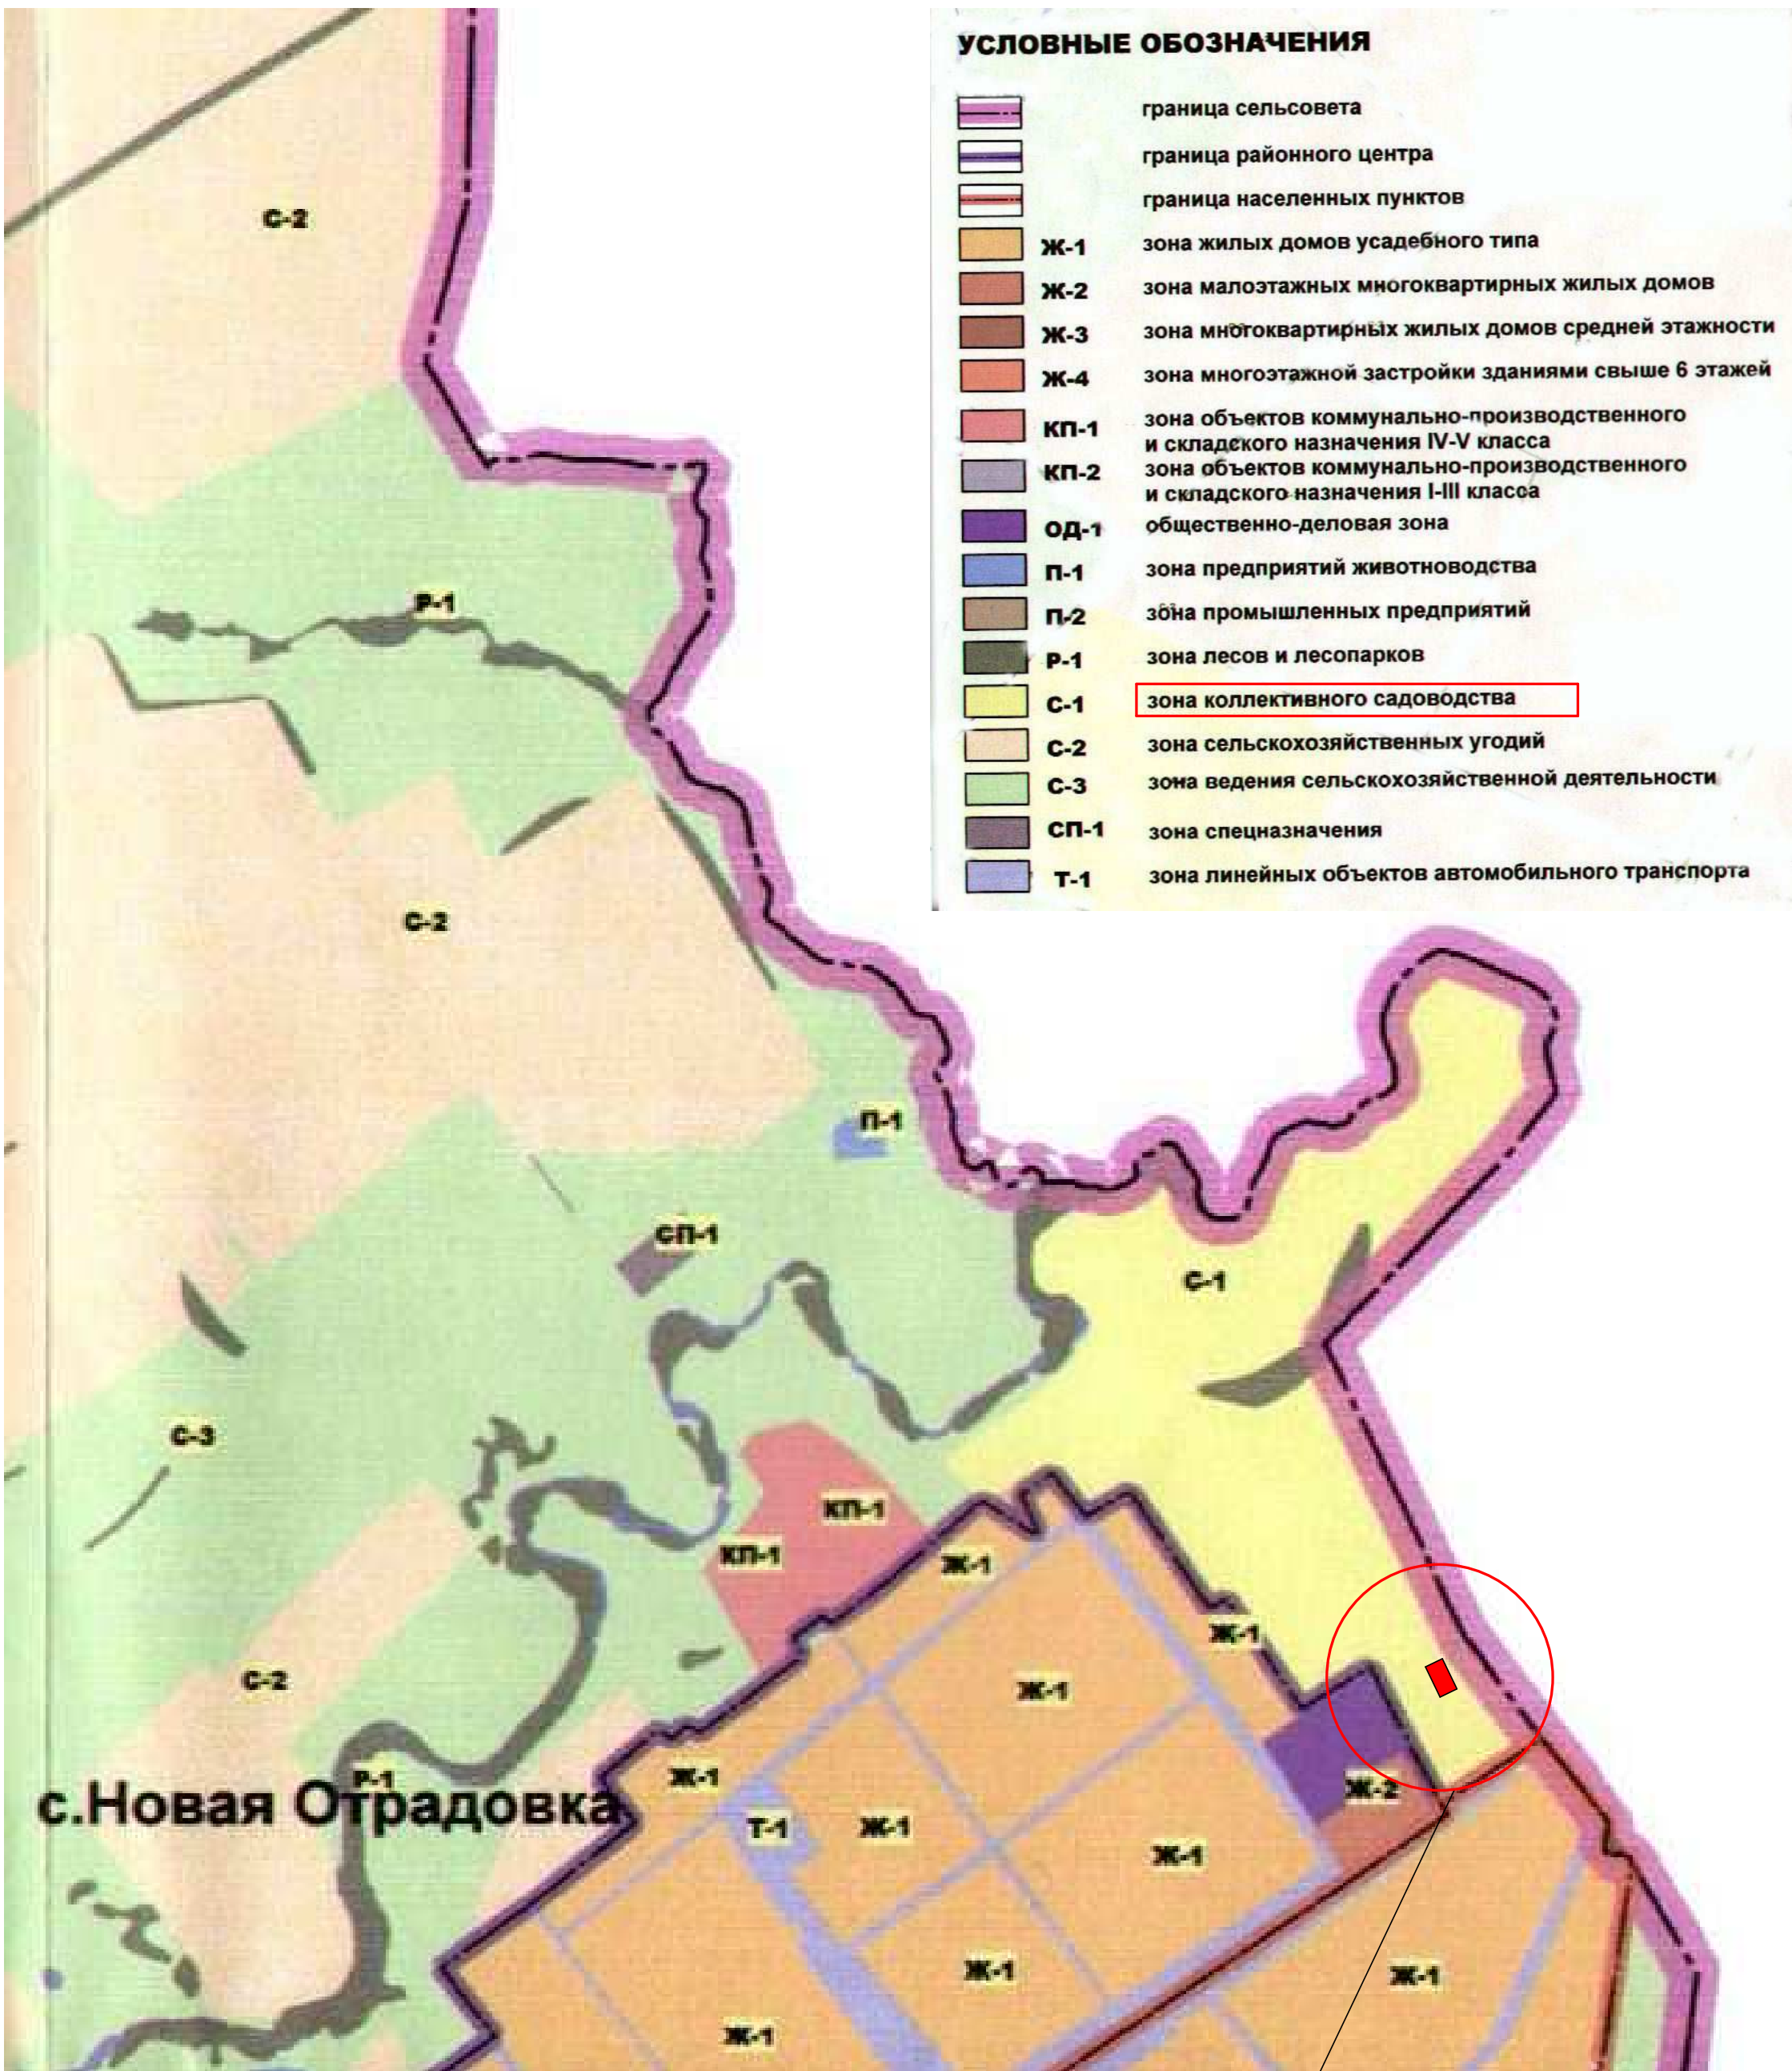 УСЛОВНЫЕ ОБОЗНАЧЕНИЯ
граница сельсовета
граница районного центра
граница населенных пунктов
Ж-1 зона жилых домов усадебного типа
Ж-2 зона малоэтажных многоквартирных жилых домов
Ж-3 зона многоквартирных жилых домов средней этажности
Ж-4 зона многоэтажной застройки зданиями свыше 6 этажей
КП-1 зона объектов коммунально-производственного
и складского назначения IV-V класса
КП-2 зона объектов коммунально-производственного
и складского назначения I-III класса
ОД-1 общественно-деловая зона
П-1 зона предприятий животноводства
П-2 зона промышленных предприятий
Р-1 зона лесов и лесопарков
С-1 зона коллективного садоводства
С-2 зона сельскохозяйственных угодий
С-3 зона ведения сельскохозяйственной деятельности
СП-1 зона спецназначения
Т-1 зона линейных объектов автомобильного транспорта
С-2
Р-1
С-2
П-1
СП-1
С-1
С-3
КП-1
КП-1
Ж-1
Ж-1
С-2
Ж-1
Ж-1
Р-1
Ж-2
с.Новая Отрадовка
Т-1
Ж-1
Ж-1
Ж-1
Ж-1
Ж-1